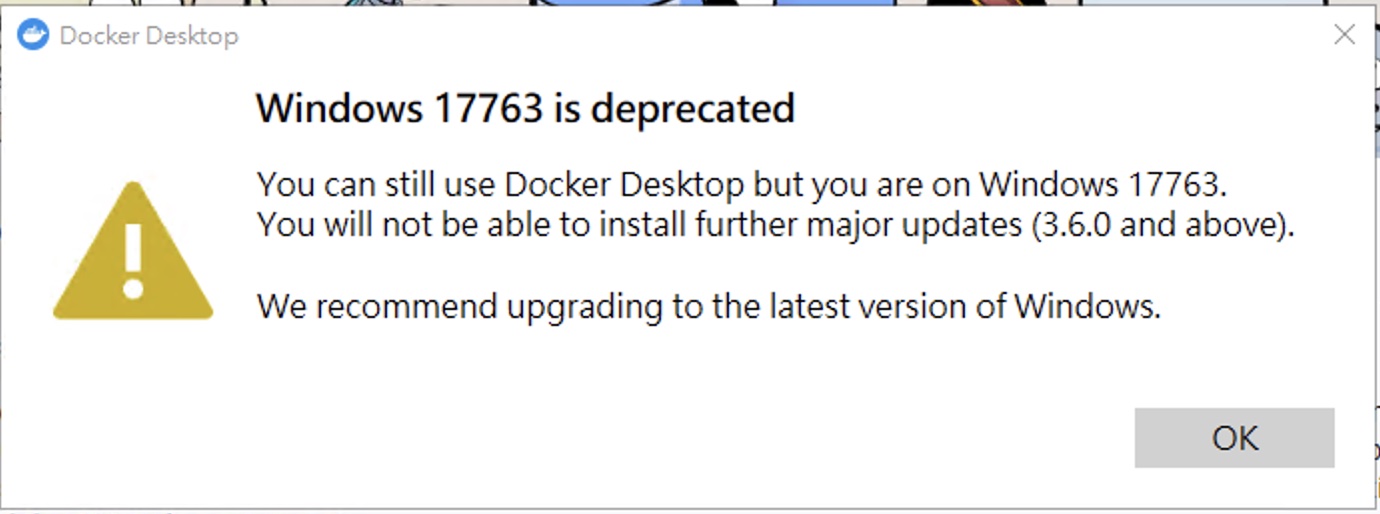 Docker Desktop
Windows 17763 is deprecated
You can still use Docker Desktop but you are on Windows 17763.
You will not be able to install further major updates (3.6.0 and above).
We recommend upgrading to the latest version of Windows.
OK